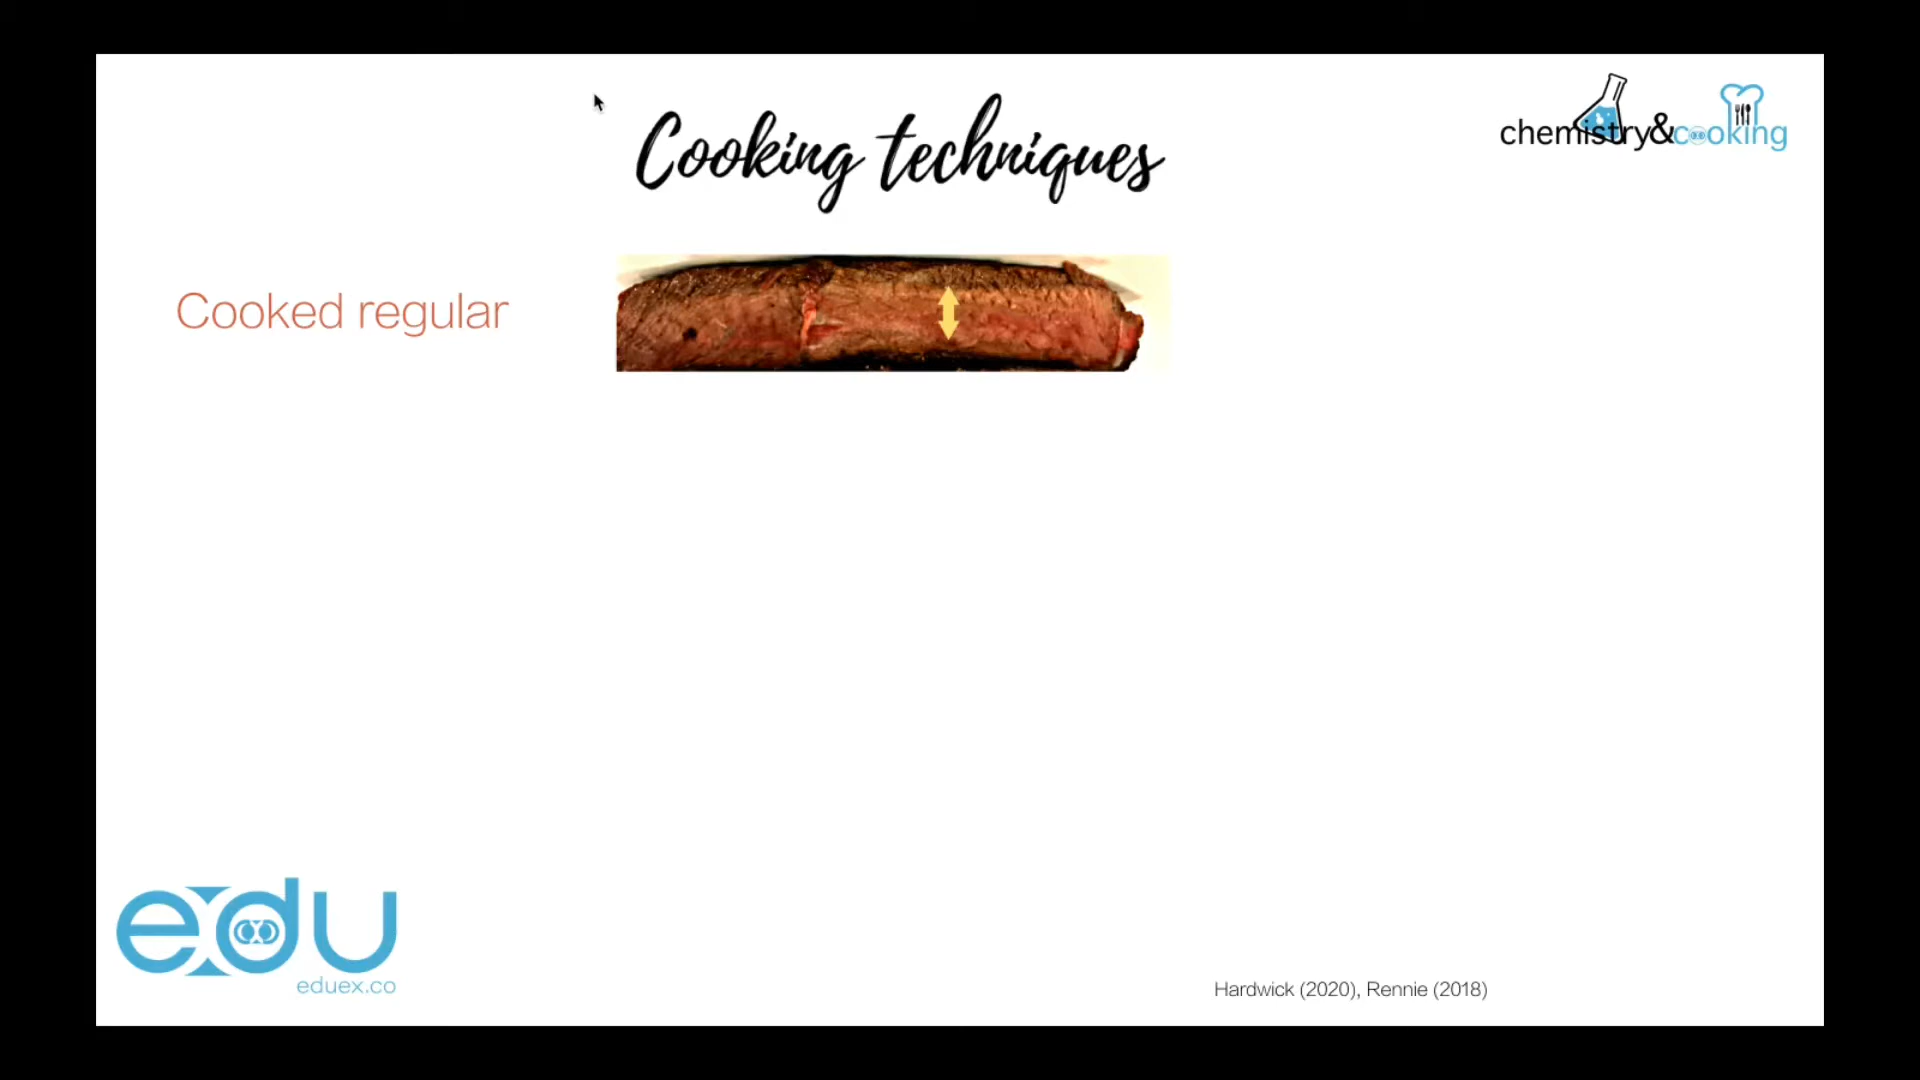 Cooking techniques
chemistry&cooking
Cooked regular
edu
eduex.co
Hardwick (2020), Rennie (2018)